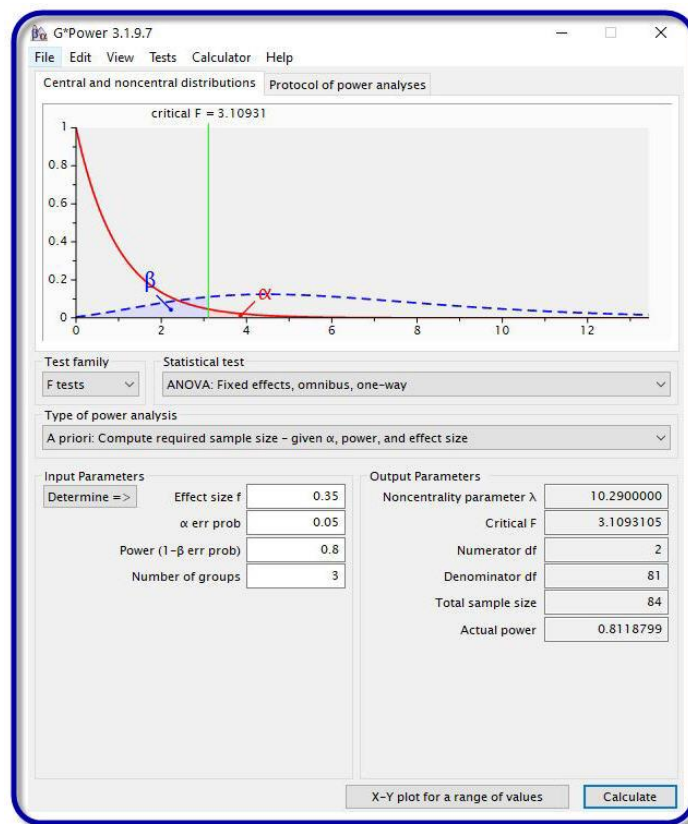 G*Power 3.1.9.7
File Edit View Tests Calculator Help
Central and noncentral distributions Protocol of power analyses
critical F = 3.10931
1
0.8
0.6
0.4
0.2
0
β
α
0 2 4 6 8 10 12
Test family Statistical test
F tests ANOVA: Fixed effects, omnibus, one-way
Type of power analysis
A priori: Compute required sample size - given α, power, and effect size
Input Parameters
Determine =>
Effect size f 0.35
α err prob 0.05
Power (1-β err prob) 0.8
Number of groups 3
Output Parameters
Noncentrality parameter λ 10.2900000
Critical F 3.1093105
Numerator df 2
Denominator df 81
Total sample size 84
Actual power 0.8118799
X-Y plot for a range of values Calculate